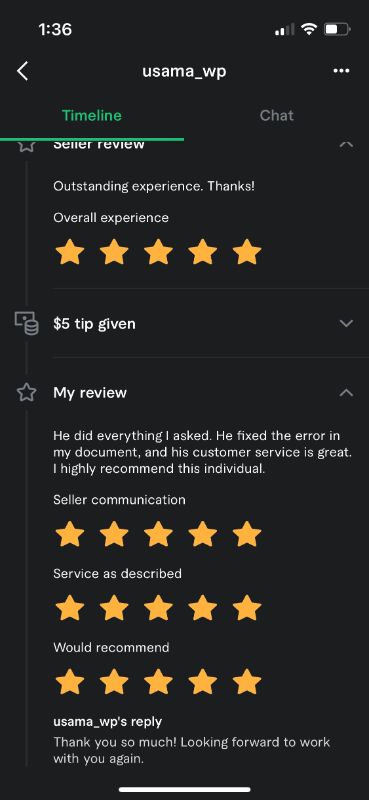 1:36
usama_wp
Timeline
Chat
Seller review
Outstanding experience. Thanks!
Overall experience
$5 tip given
My review
He did everything I asked. He fixed the error in
my document, and his customer service is great.
I highly recommend this individual.
Seller communication
Service as described
Would recommend
usama_wp's reply
Thank you so much! Looking forward to work
with you again.